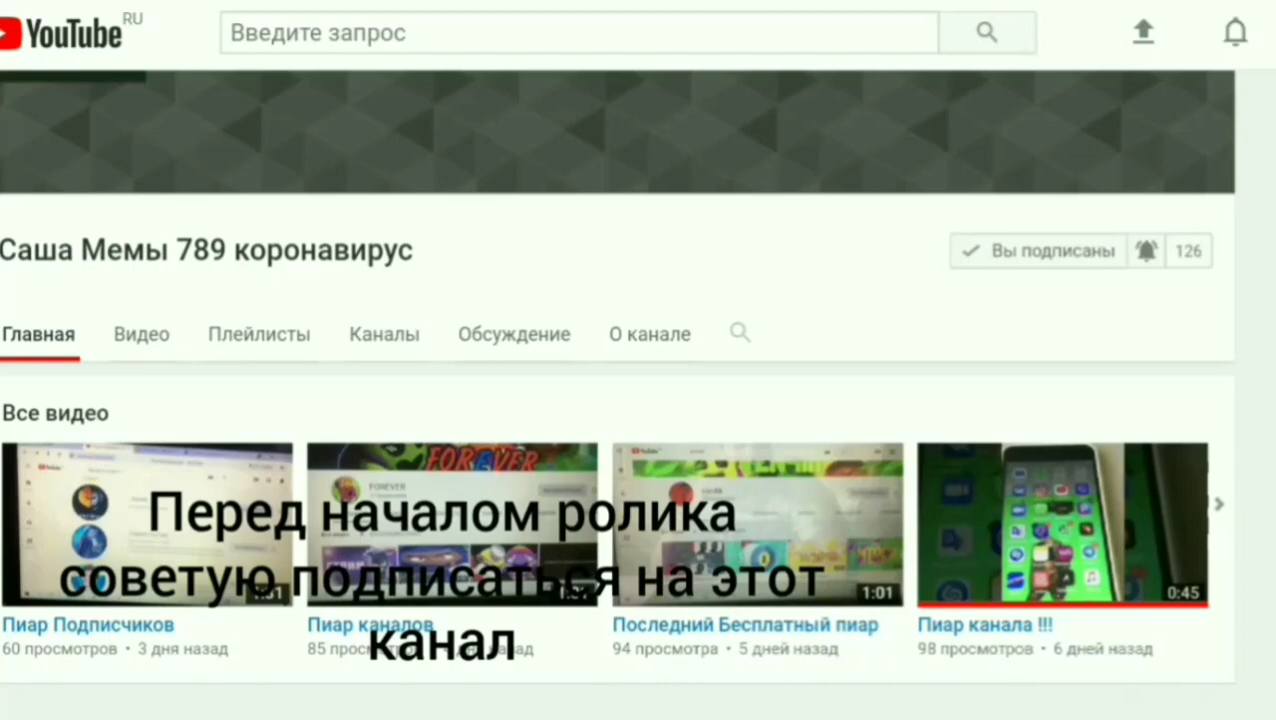 YouTube RU
Введите запрос
Саша Мемы 789 коронавирус
Вы подписаны 126
Главная Видео Плейлисты Каналы Обсуждение О канале
Все видео
FOREVER
FOREVER
Перед началом ролика
советую подписаться на этот
канал
1:01 0:45
Пиар Подписчиков Пиар каналов Последний Бесплатный пиар Пиар канала !!!
60 просмотров • 3 дня назад 85 94 просмотра • 5 дней назад 98 просмотров • 6 дней назад